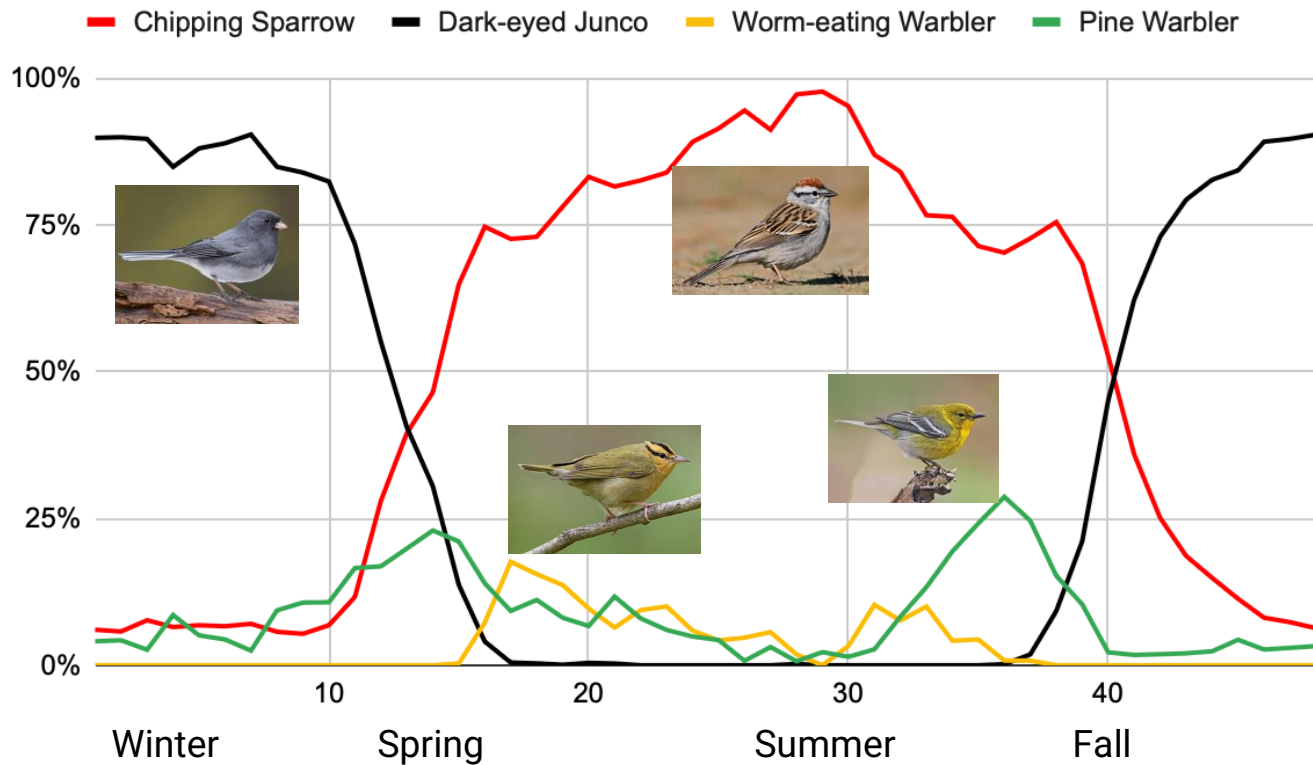 Chipping Sparrow Dark-eyed Junco Worm-eating Warbler Pine Warbler
100%
75%
50%
25%
0%
10 20 30 40
Winter Spring Summer Fall